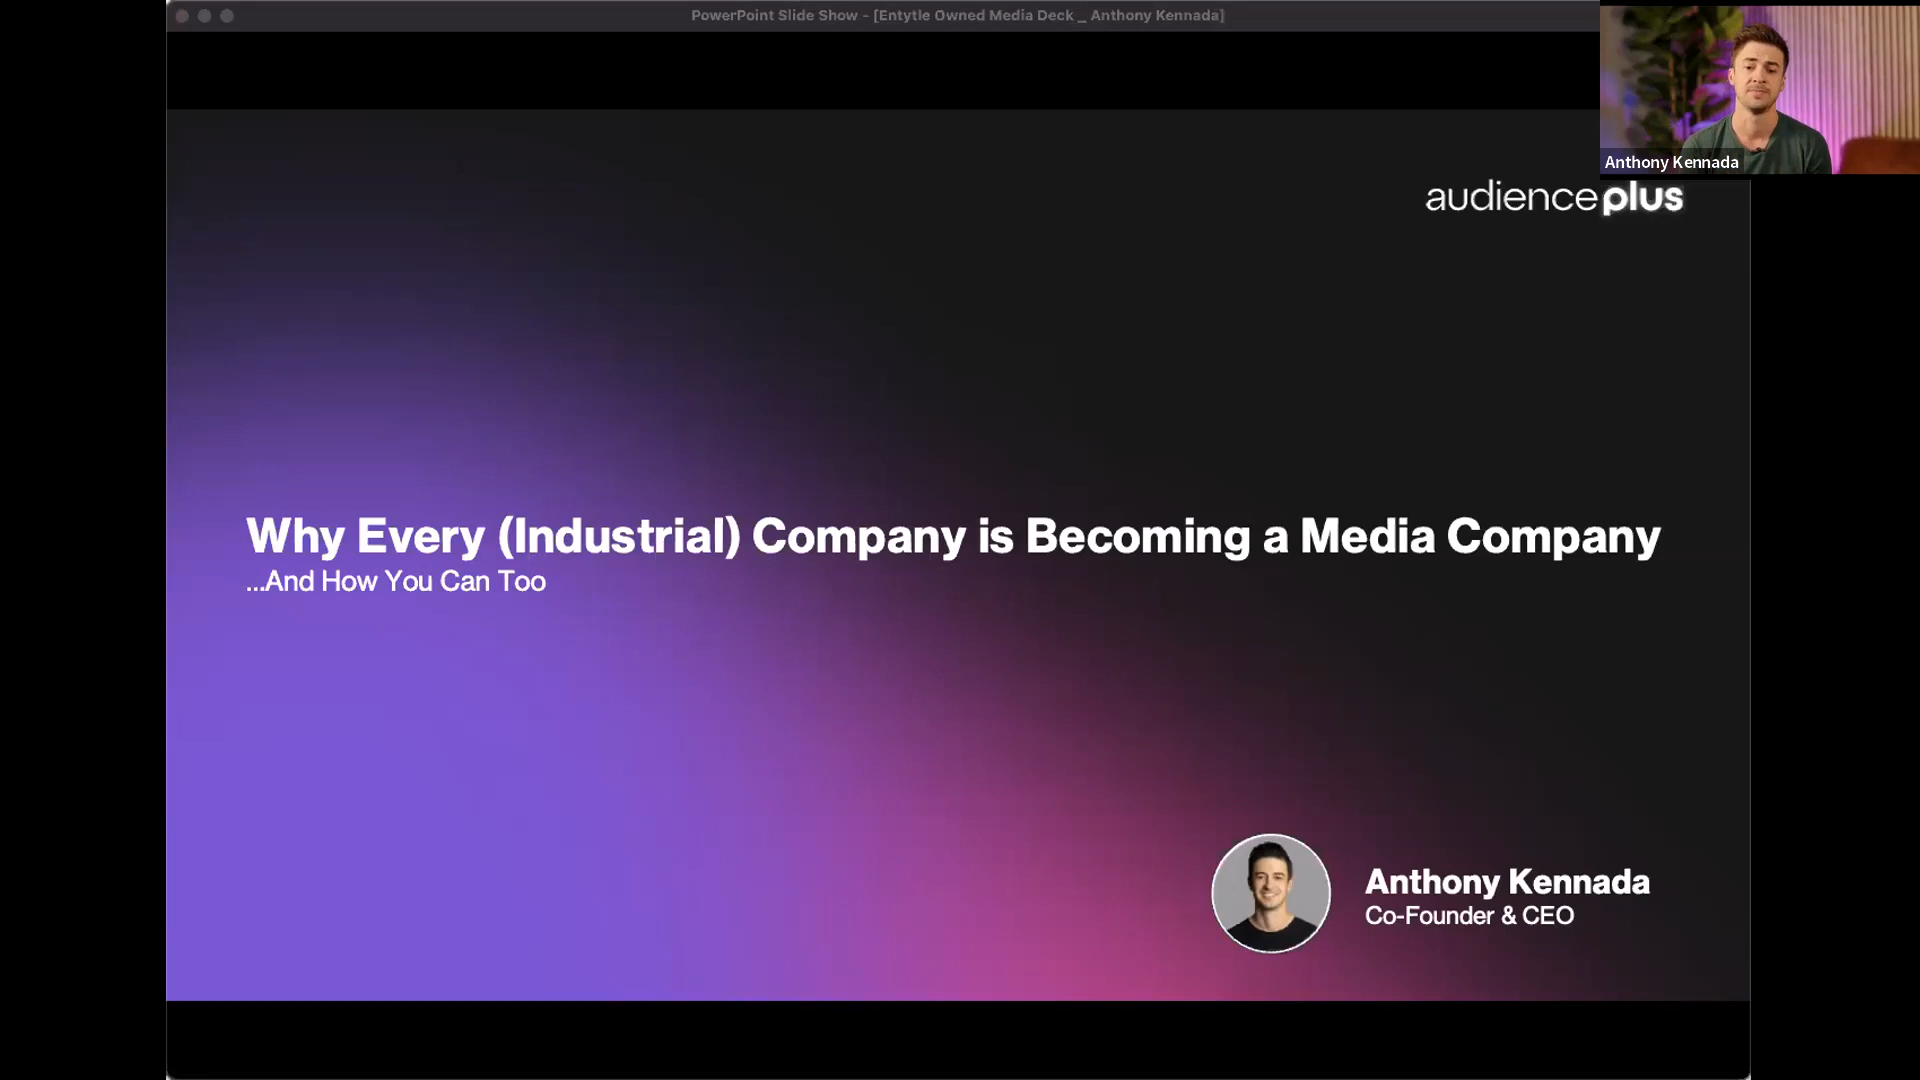 PowerPoint Slide Show - [Entytle Owned Media Deck _ Anthony Kennada]
Anthony Kennada
audienceplus
Why Every (Industrial) Company is Becoming a Media Company
...And How You Can Too
Anthony Kennada
Co-Founder & CEO